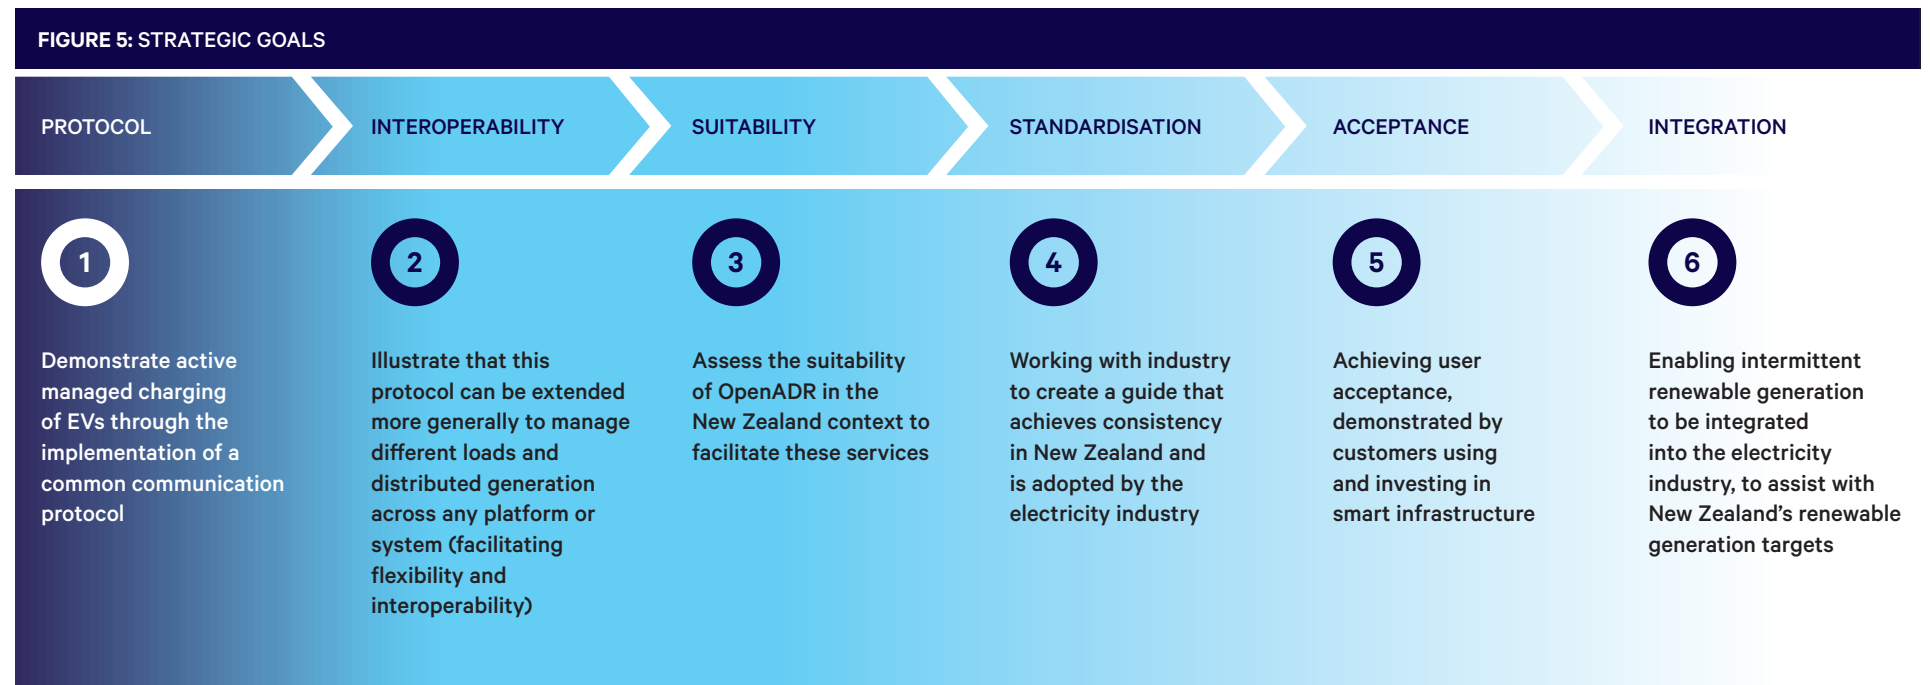 FIGURE 5: STRATEGIC GOALS
PROTOCOL
INTEROPERABILITY
SUITABILITY
STANDARDISATION
ACCEPTANCE
INTEGRATION
1
Demonstrate active
managed charging
of EVs through the
implementation of a
common communication
protocol
2
Illustrate that this
protocol can be extended
more generally to manage
different loads and
distributed generation
across any platform or
system (facilitating
flexibility and
interoperability)
3
Assess the suitability
of OpenADR in the
New Zealand context to
facilitate these services
4
Working with industry
to create a guide that
achieves consistency
in New Zealand and
is adopted by the
electricity industry
5
Achieving user
acceptance,
demonstrated by
customers using
and investing in
smart infrastructure
6
Enabling intermittent
renewable generation
to be integrated
into the electricity
industry, to assist with
New Zealand’s renewable
generation targets